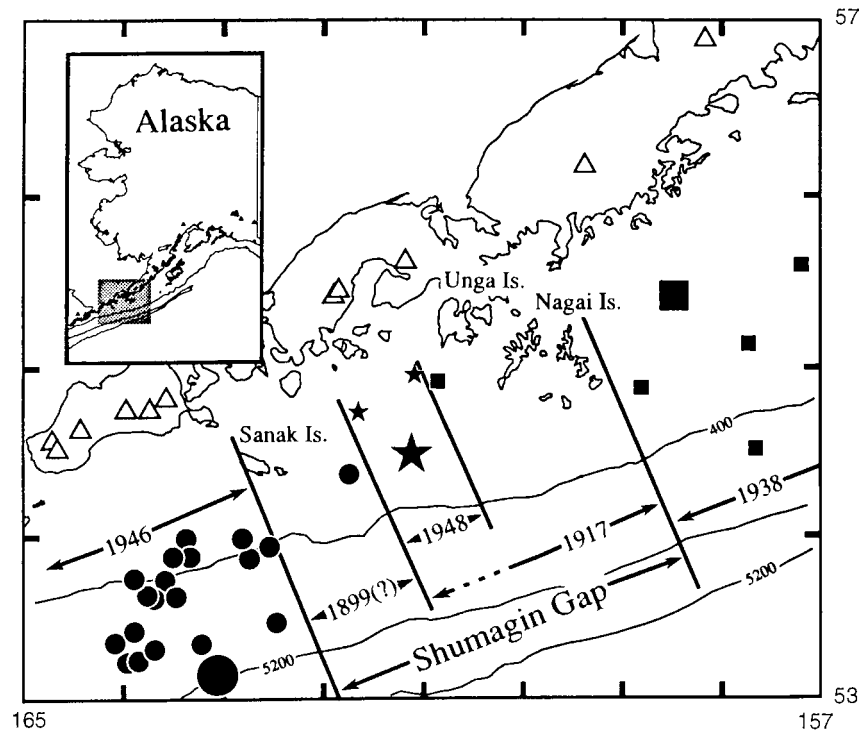 57
Alaska
Unga Is.
Nagai Is.
Sanak Is.
400
1938
1946
1948
1917
1899(?)
5200
Shumagin Gap
5200
165
157
53